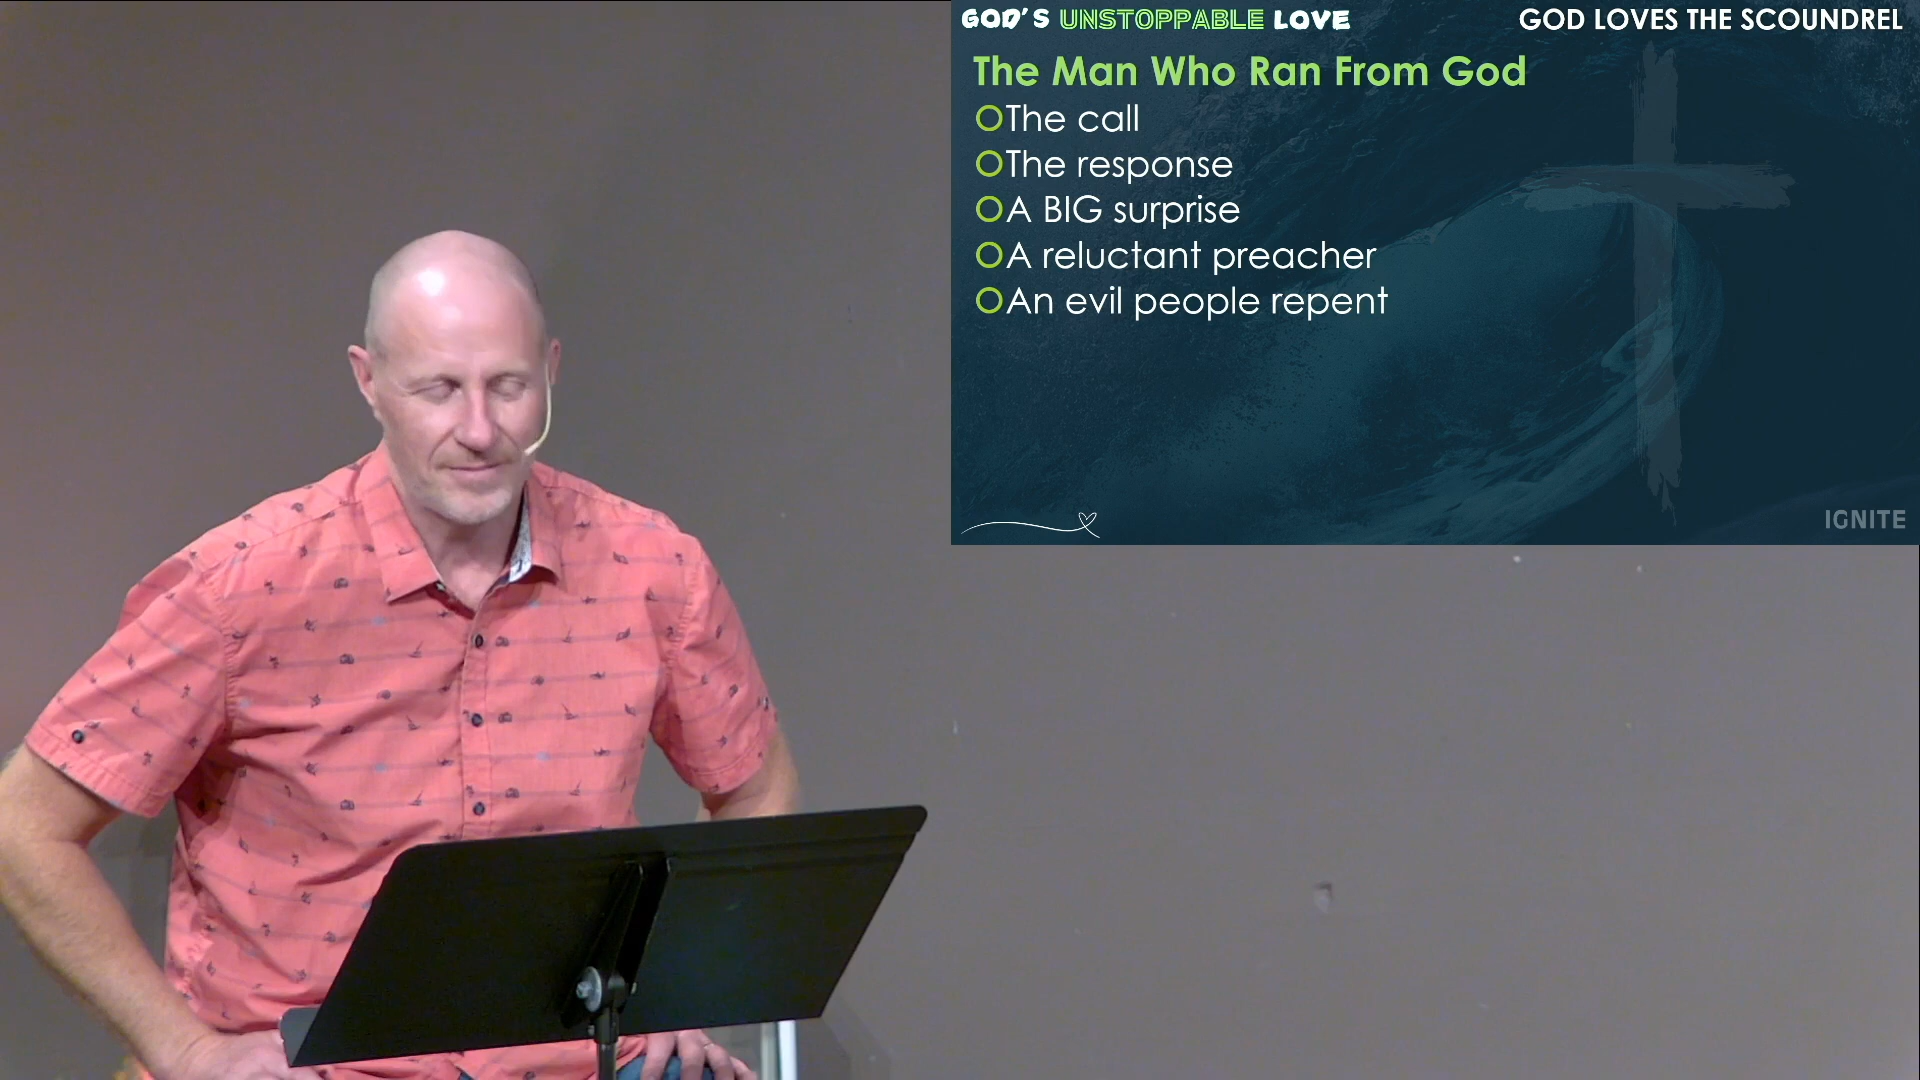 GOD'S UNSTOPPABLE LOVE
GOD LOVES THE SCOUNDREL
The Man Who Ran From God
The call
The response
A BIG surprise
A reluctant preacher
An evil people repent
IGNITE